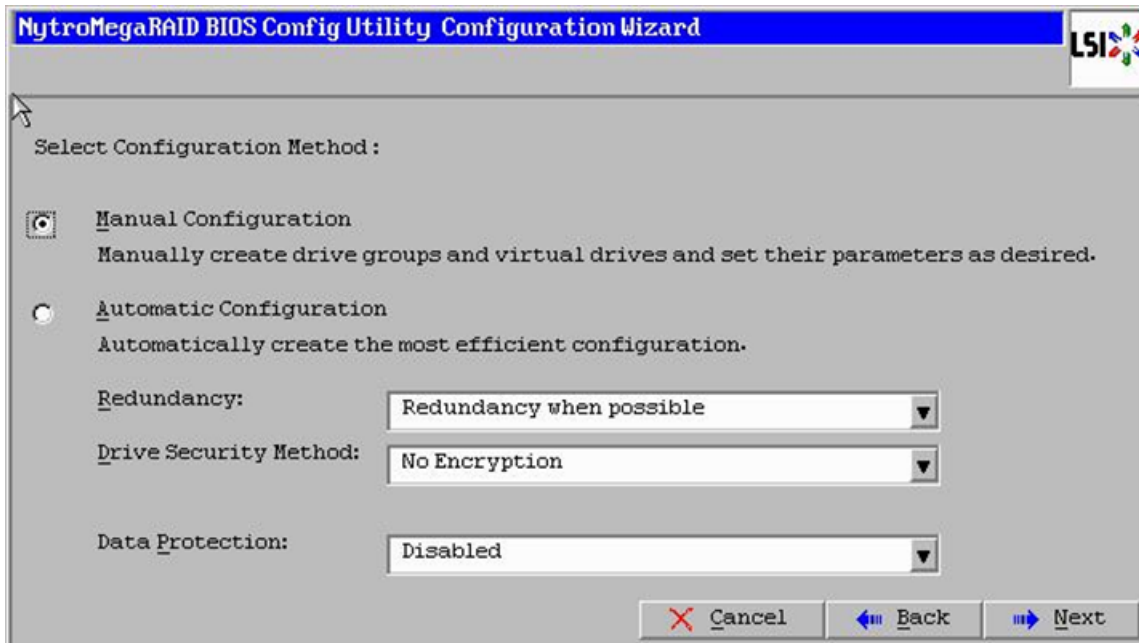 NytroMegaRAID BIOS Config Utility Configuration Wizard
LSI
Select Configuration Method:
Manual Configuration
Manually create drive groups and virtual drives and set their parameters as desired.
Automatic Configuration
Automatically create the most efficient configuration.
Redundancy: Redundancy when possible
Drive Security Method: No Encryption
Data Protection: Disabled
Cancel Back Next